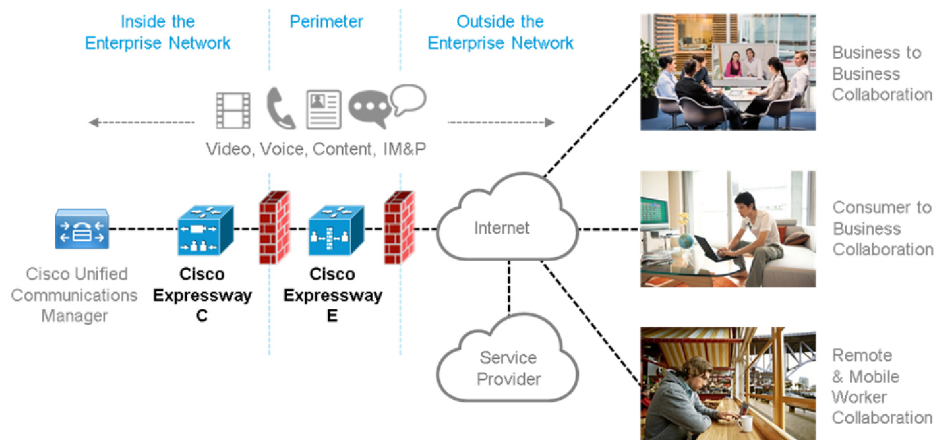 Inside the
Enterprise Network
Perimeter
Outside the
Enterprise Network
Video, Voice, Content, IM&P
Business to
Business
Collaboration
Internet
Consumer to
Business
Collaboration
Cisco Unified
Communications
Manager
Cisco
Expressway
C
Cisco
Expressway
E
Service
Provider
Remote
& Mobile
Worker
Collaboration